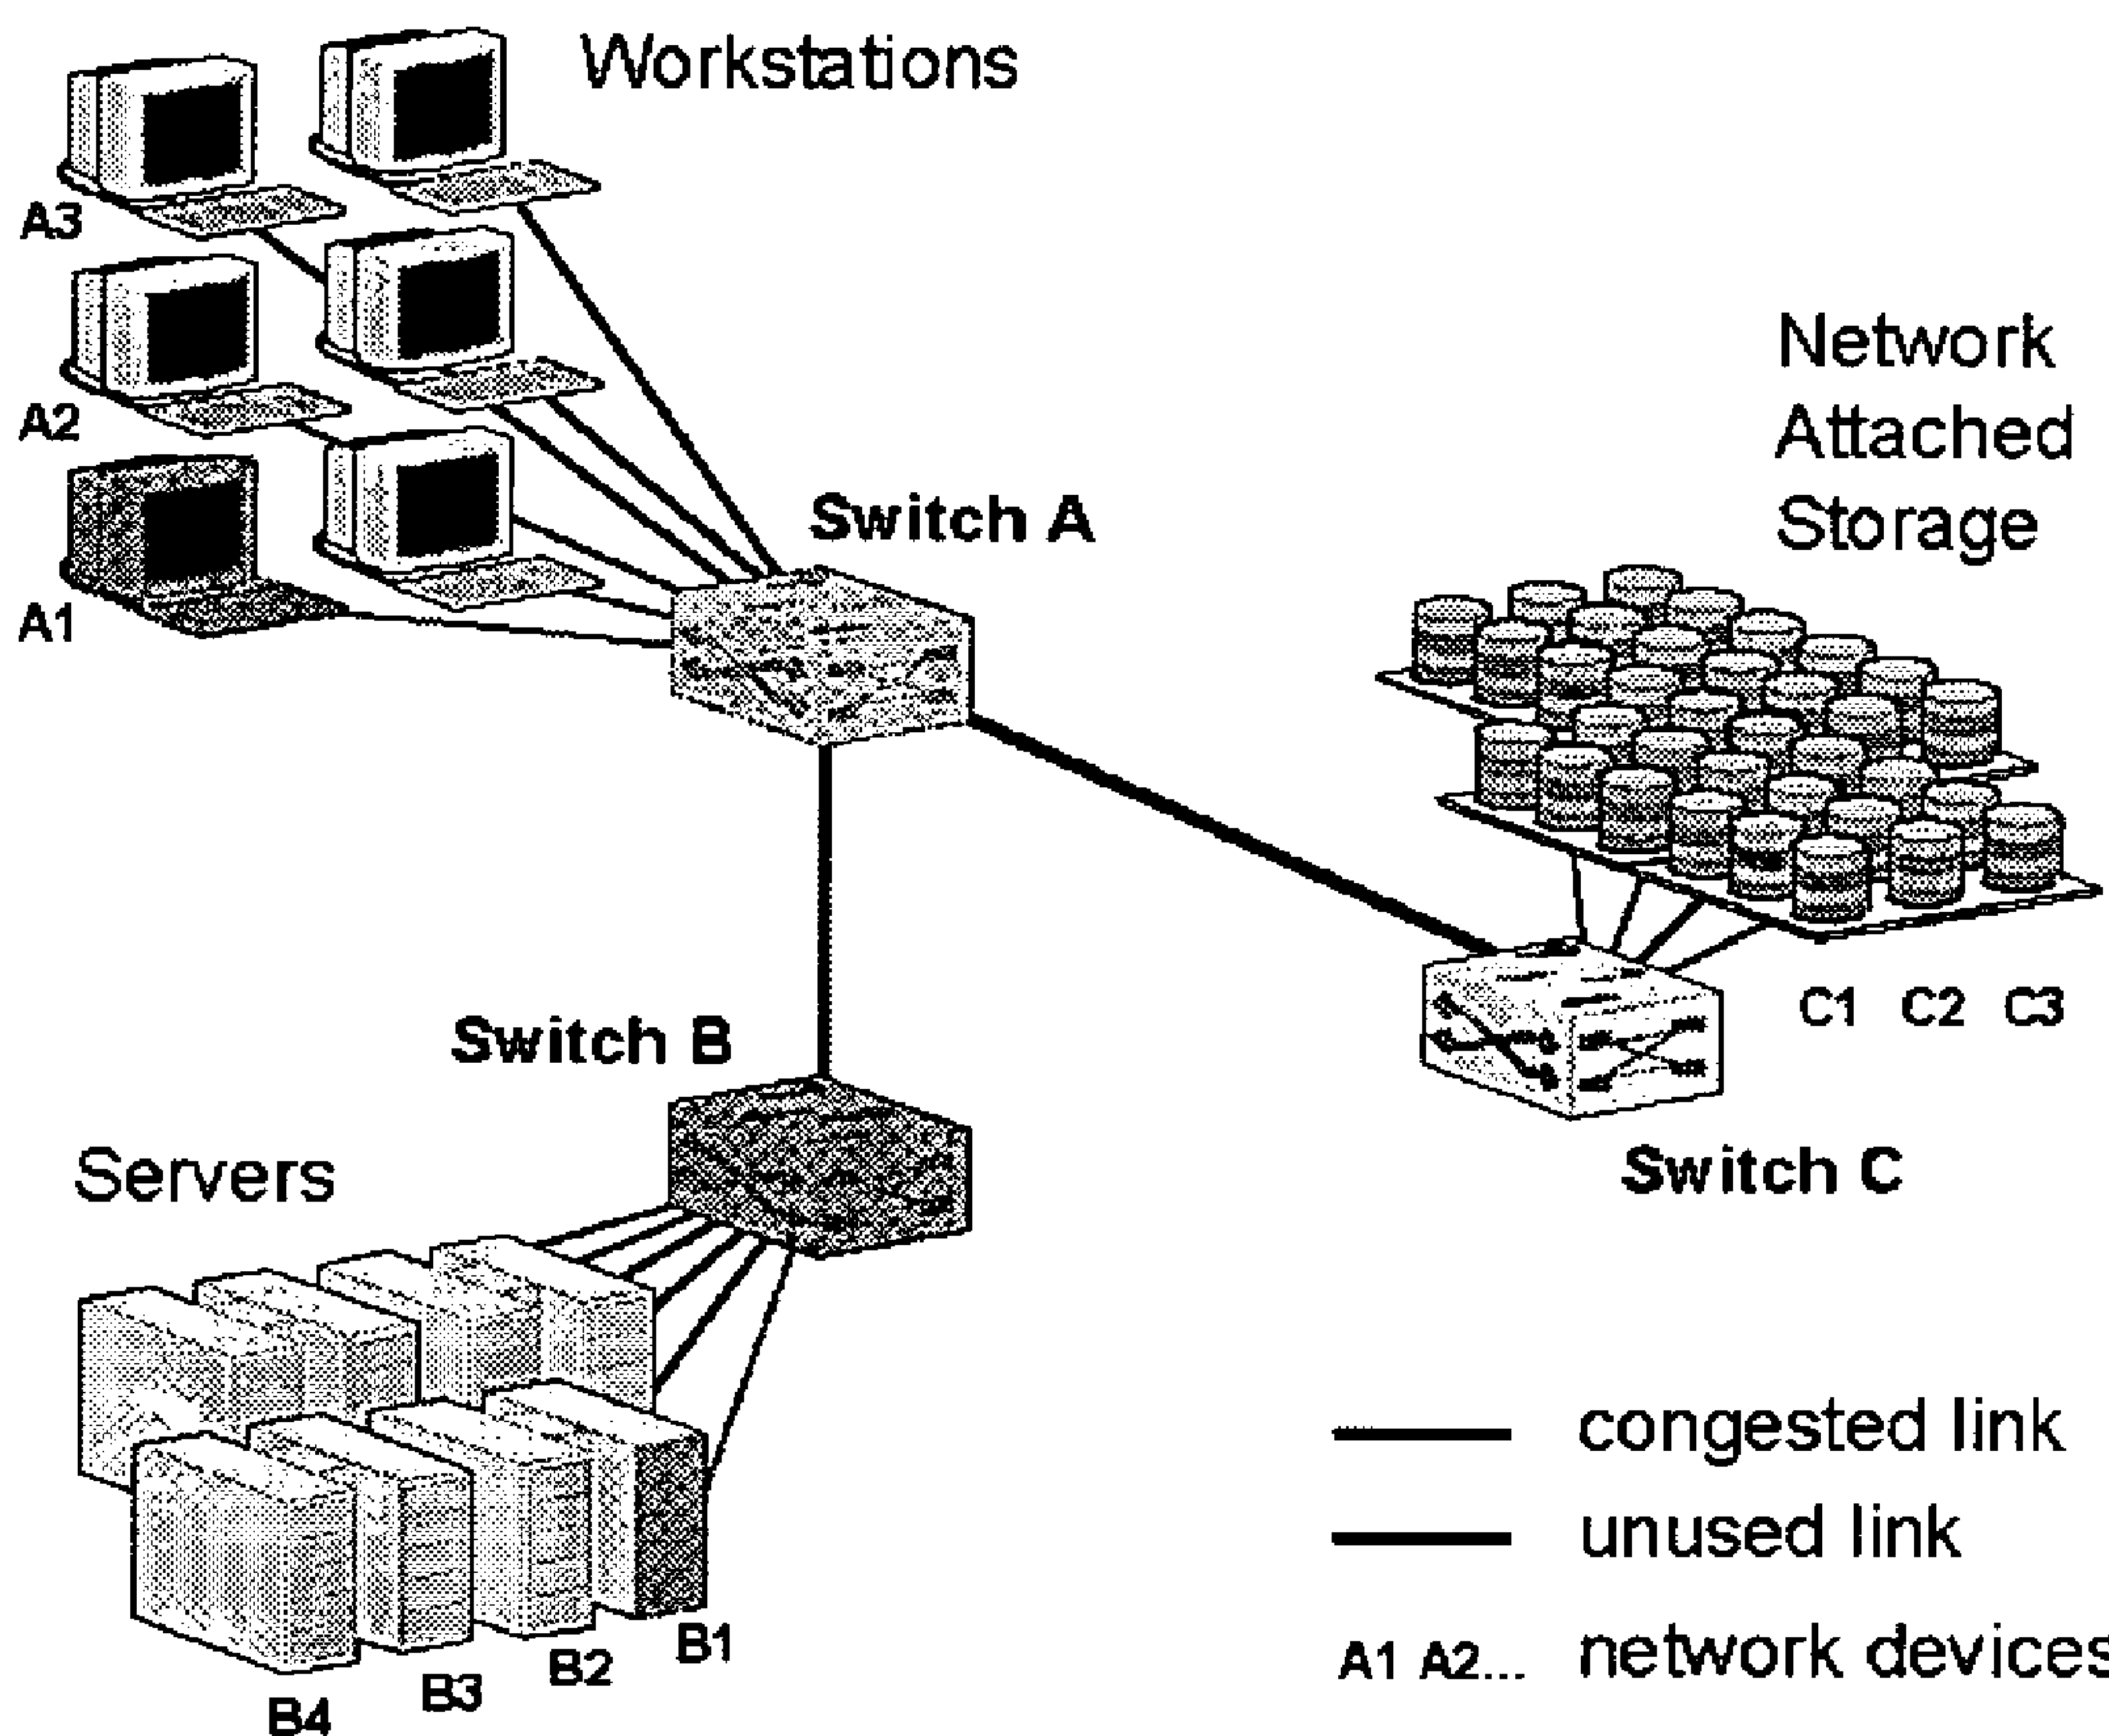 Workstations
A3
A2
A1
Switch A
Network
Attached
Storage
C1 C2 C3
Switch C
Switch B
Servers
B1
B2
B3
B4
congested link
unused link
A1 A2... network devices